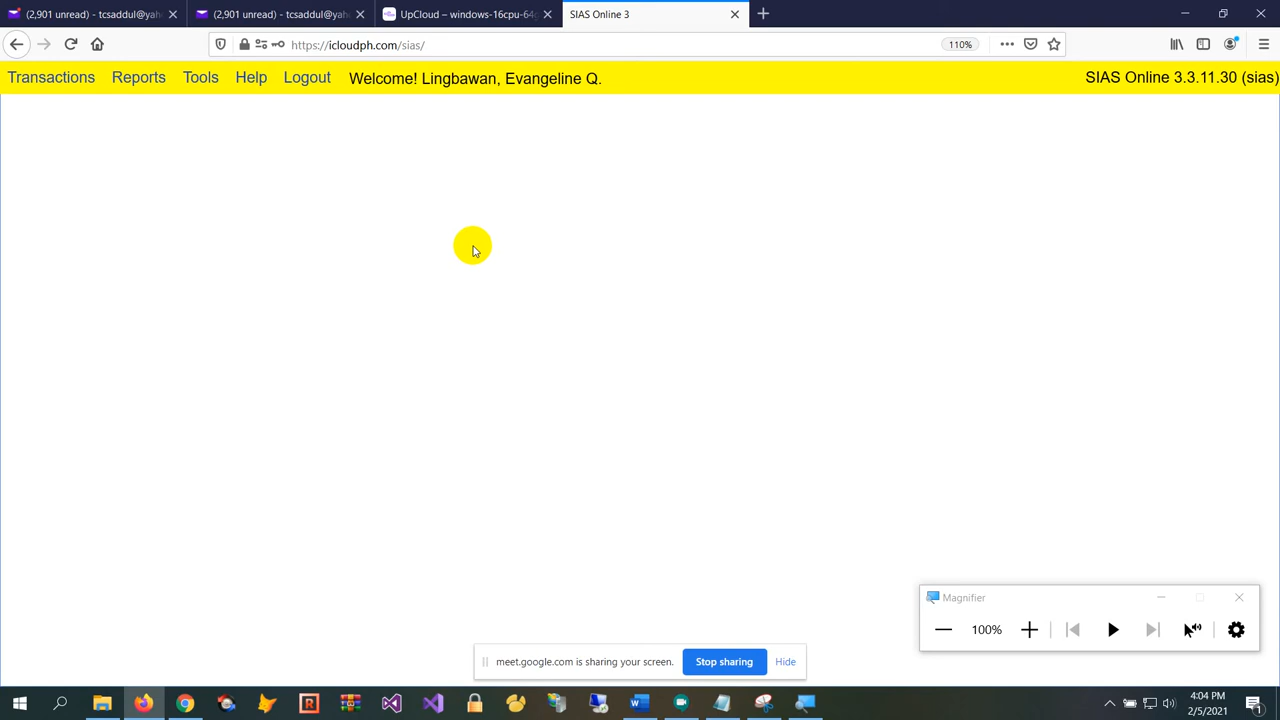 (2,901 unread) - tcsaddul@yah
(2,901 unread) - tcsaddul@yah
UpCloud – windows-16cpu-64g
SIAS Online 3
https://icloudph.com/sias/
110%
Transactions Reports Tools Help Logout Welcome! Lingbawan, Evangeline Q. SIAS Online 3.3.11.30 (sias)
Magnifier
100%
meet.google.com is sharing your screen. Stop sharing Hide
4:04 PM
2/5/2021
1